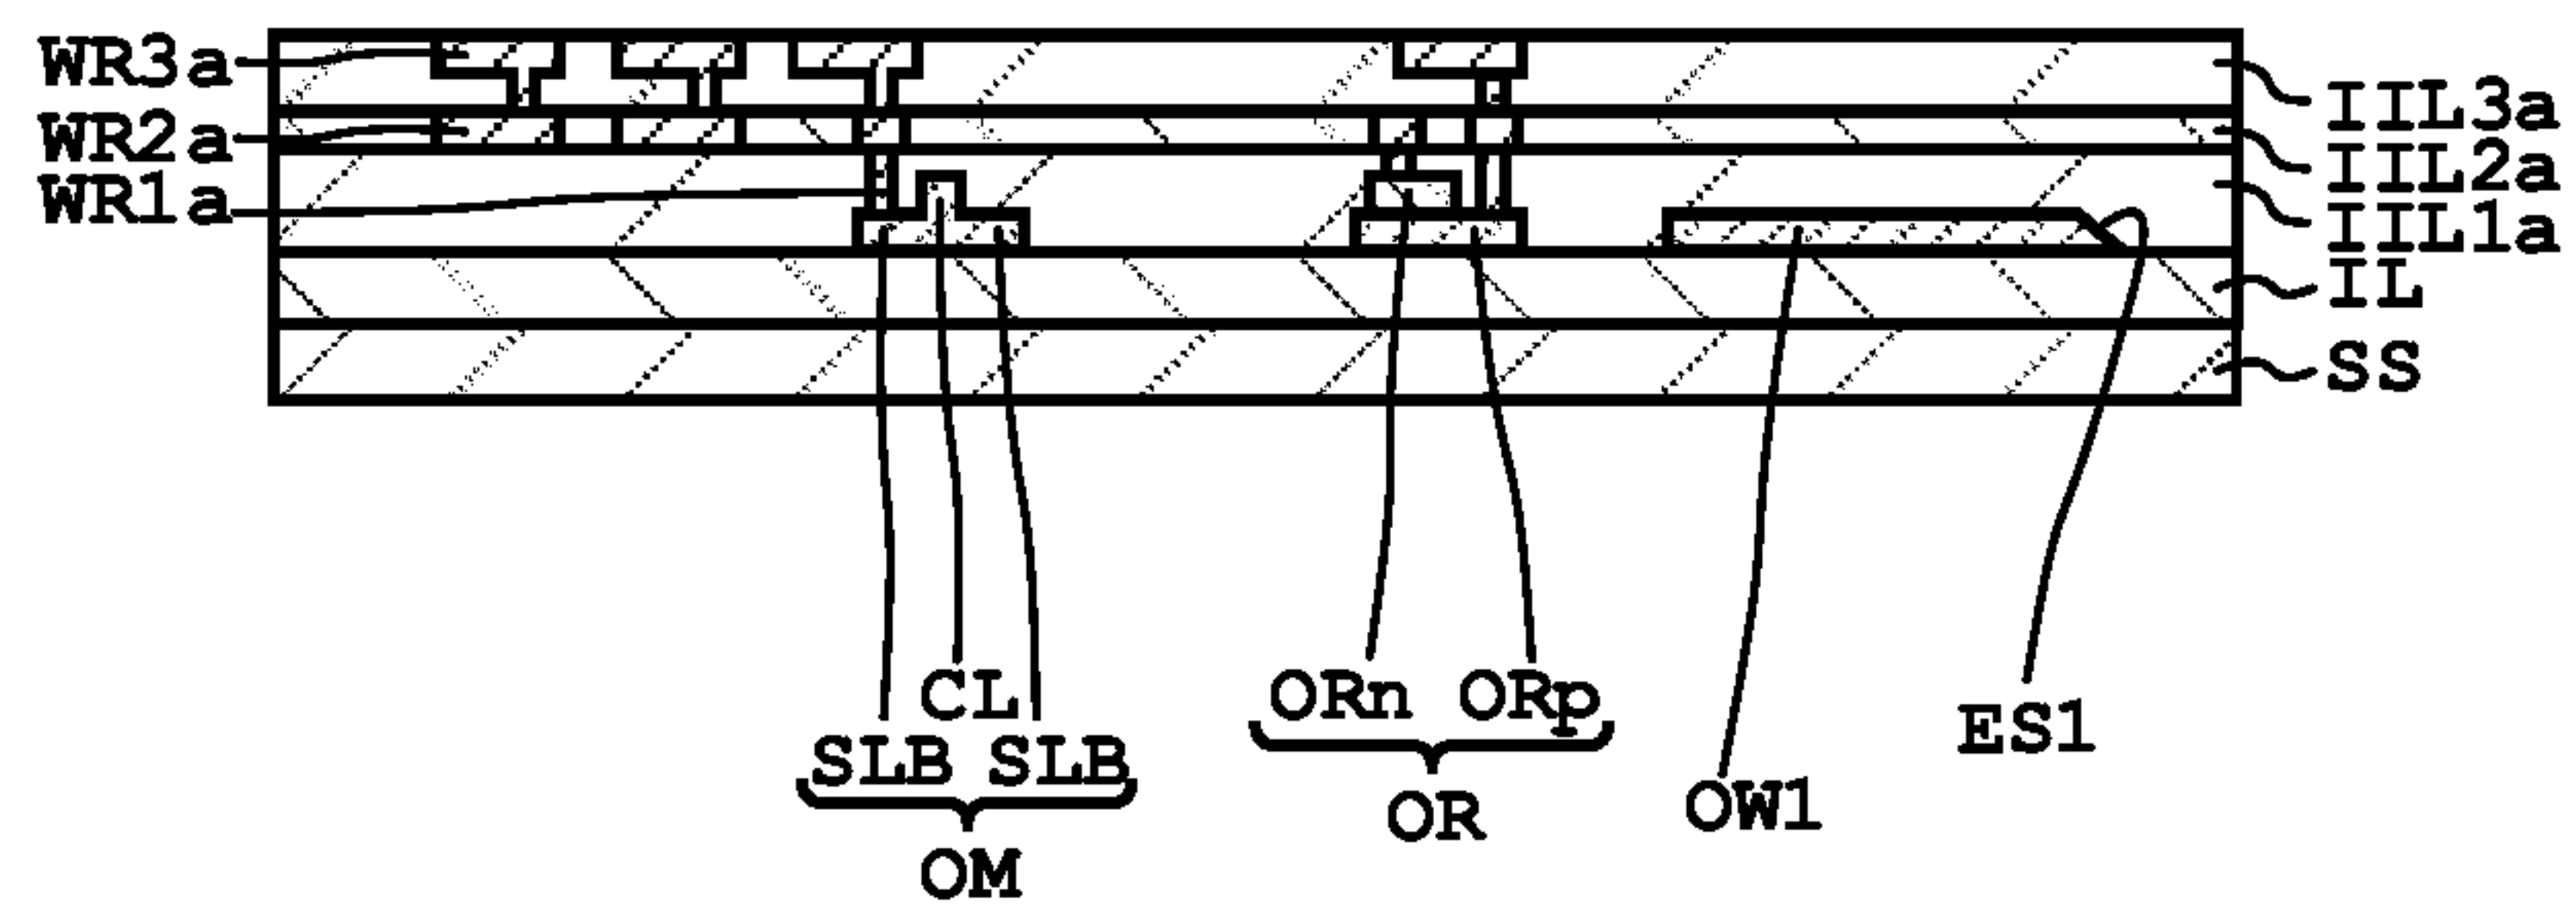 WR3a
WR2a
WR1a
IIL3a
IIL2a
IIL1a
IL
SS
CL
SLB SLB
OM
ORn ORp
OR
OW1
ES1